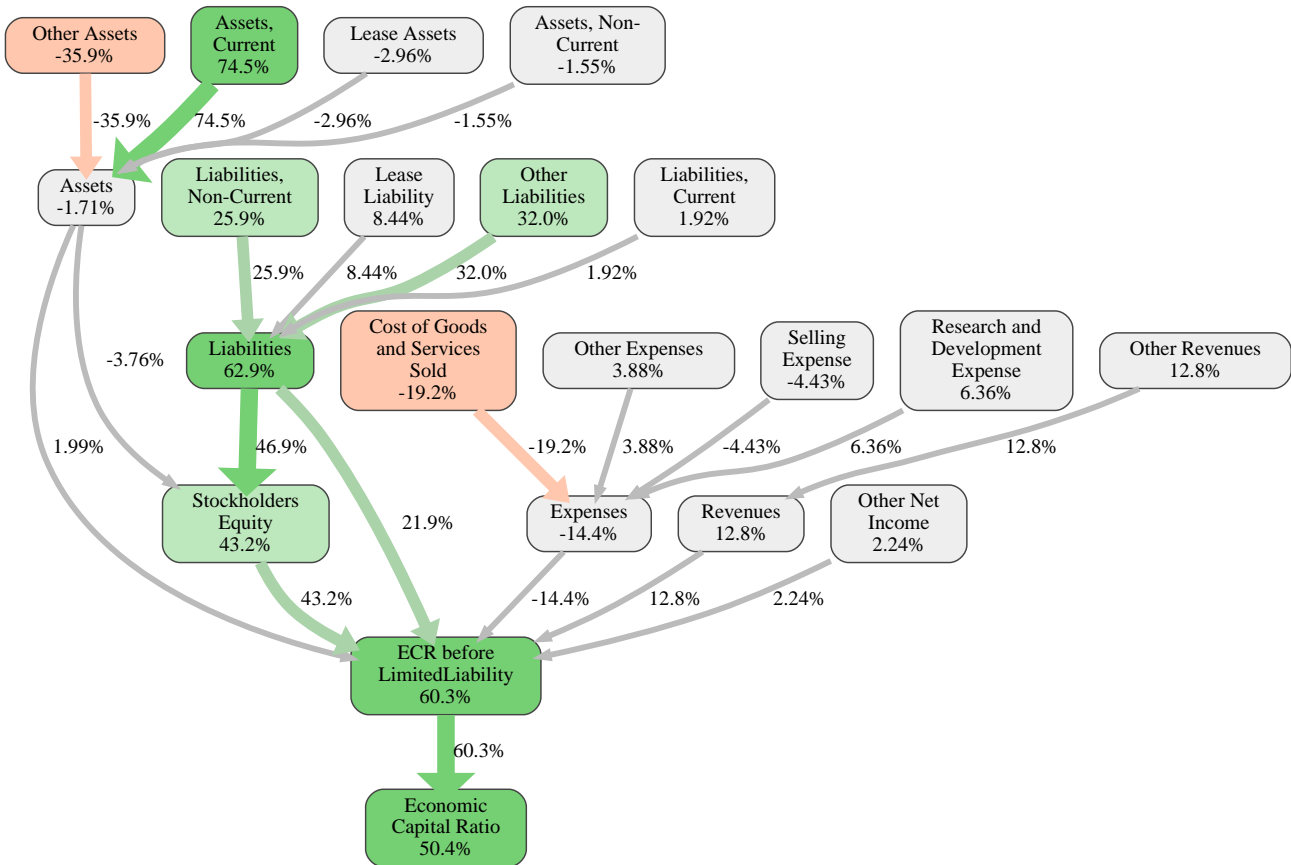 Other Assets
-35.9%
Assets,
Current
74.5%
Lease Assets
-2.96%
Assets, Non-
Current
-1.55%
-35.9%
74.5%
-2.96%
-1.55%
Assets
-1.71%
Liabilities,
Non-Current
25.9%
Lease
Liability
8.44%
Other
Liabilities
32.0%
Liabilities,
Current
1.92%
25.9%
8.44%
32.0%
1.92%
Liabilities
62.9%
Cost of Goods
and Services
Sold
-19.2%
Other Expenses
3.88%
Selling
Expense
-4.43%
Research and
Development
Expense
6.36%
Other Revenues
12.8%
-3.76%
1.99%
46.9%
-19.2%
3.88%
-4.43%
6.36%
12.8%
Stockholders
Equity
43.2%
21.9%
Expenses
-14.4%
Revenues
12.8%
Other Net
Income
2.24%
43.2%
-14.4%
12.8%
2.24%
ECR before
LimitedLiability
60.3%
60.3%
Economic
Capital Ratio
50.4%